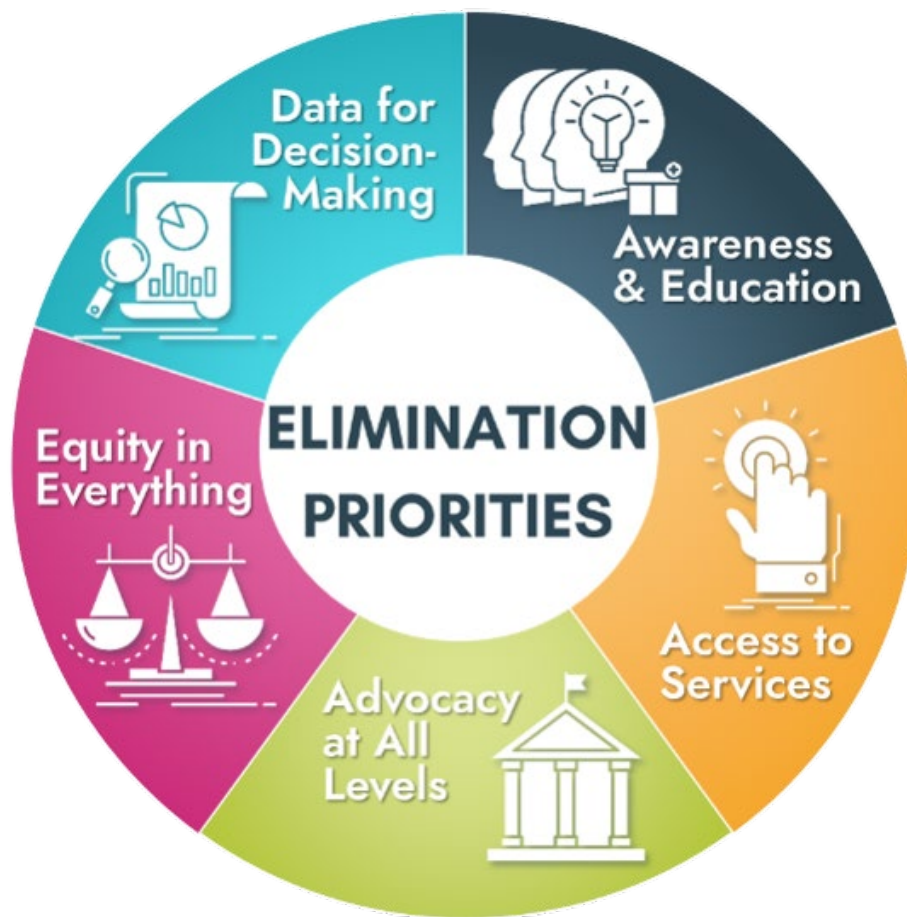 Data for
Decision-
Making
Awareness
& Education
ELIMINATION
PRIORITIES
Equity in
Everything
Access to
Services
Advocacy
at All
Levels